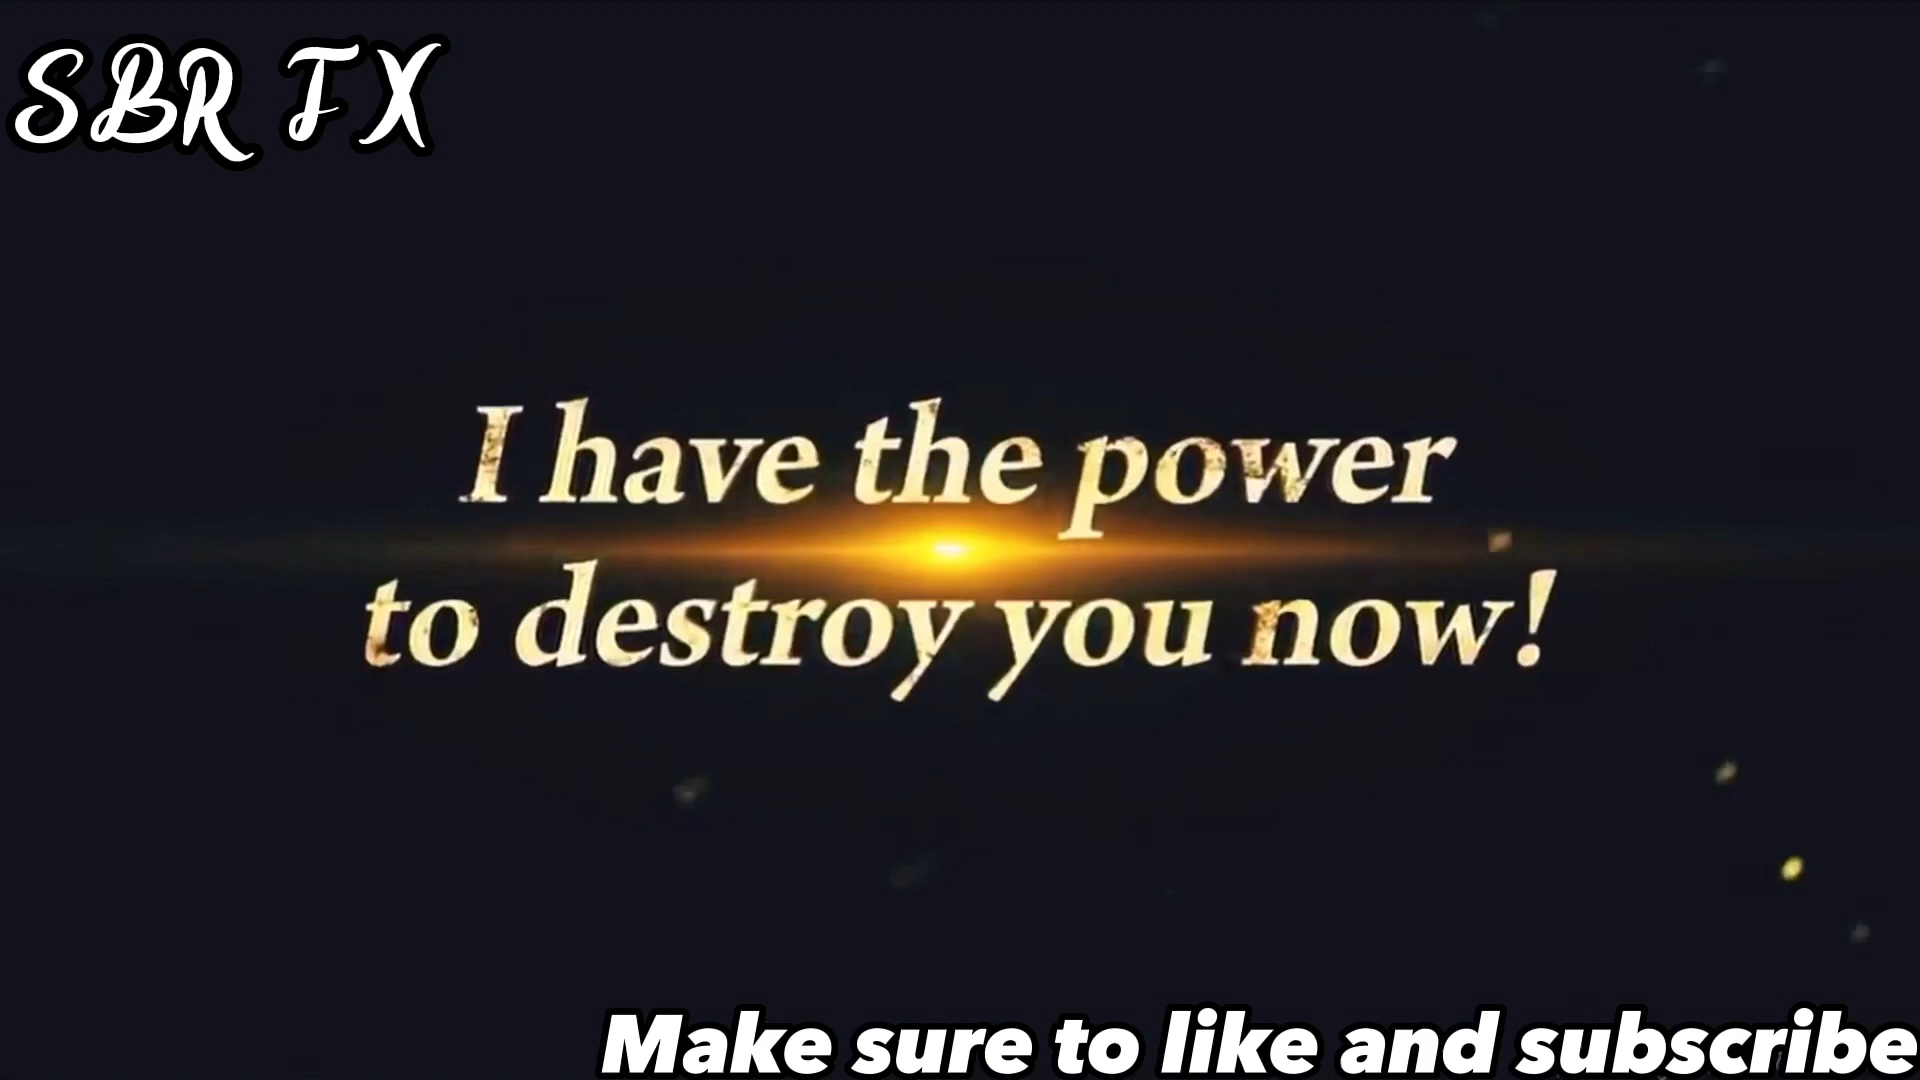 SBR FX
I have the power
to destroy you now!
Make sure to like and subscribe